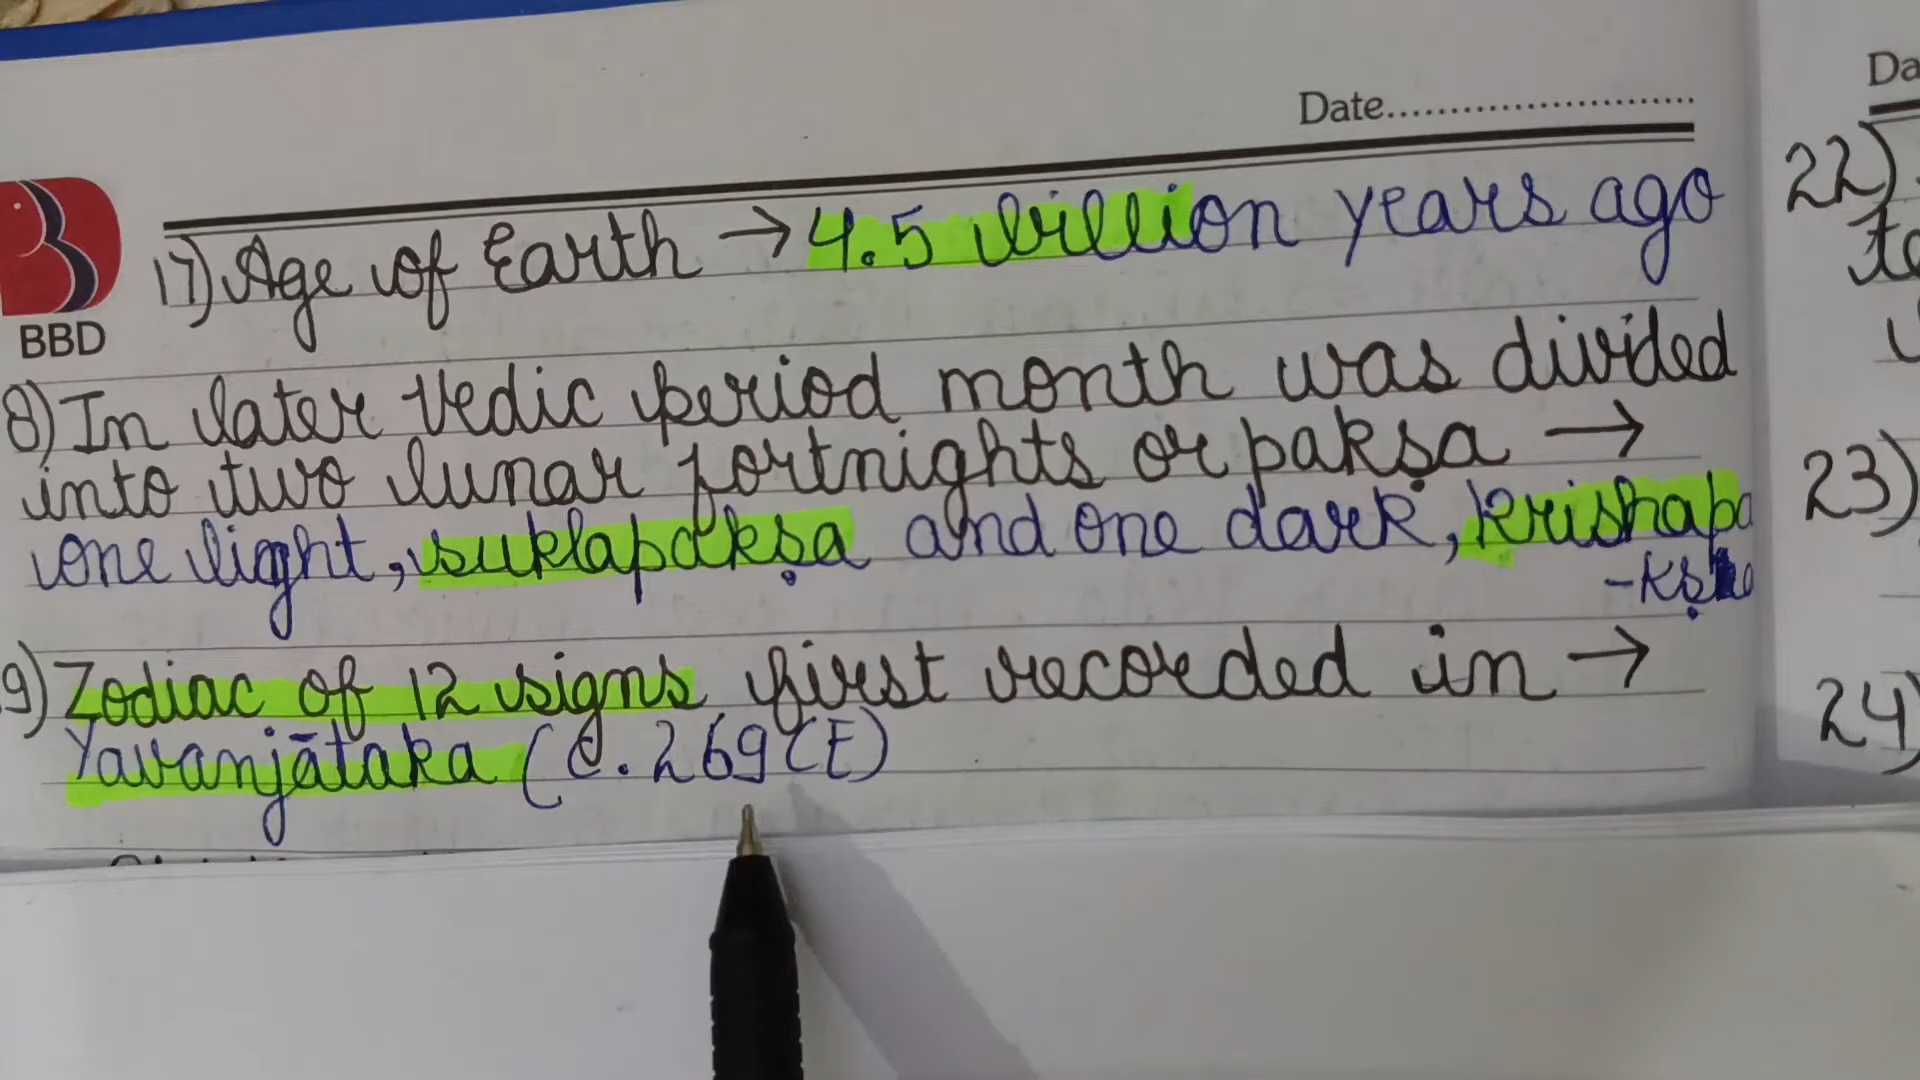 Date
17) Age of Earth → 4.5 billion years ago
BBD
8) In later Vedic period month was divided
into two lunar fortnights or pakṣa →
one light, suklapakṣa and one dark, krishapa
-kṣ
9) Zodiac of 12 signs first recorded in →
Yavanjātaka (C. 269 CE)
Da
22)
23)
24)